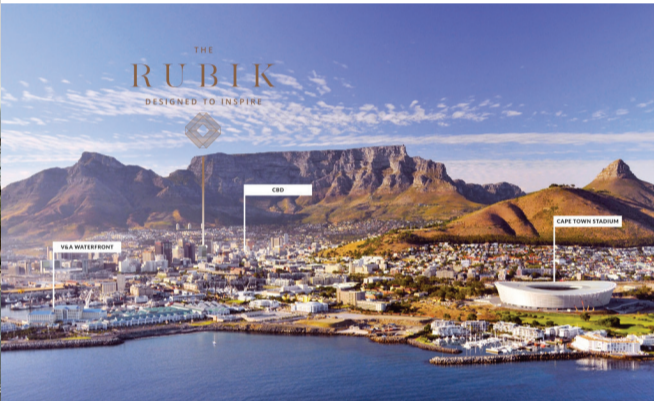 THE
RUBIK
DESIGNED TO INSPIRE
CBD
CAPE TOWN STADIUM
V&A WATERFRONT